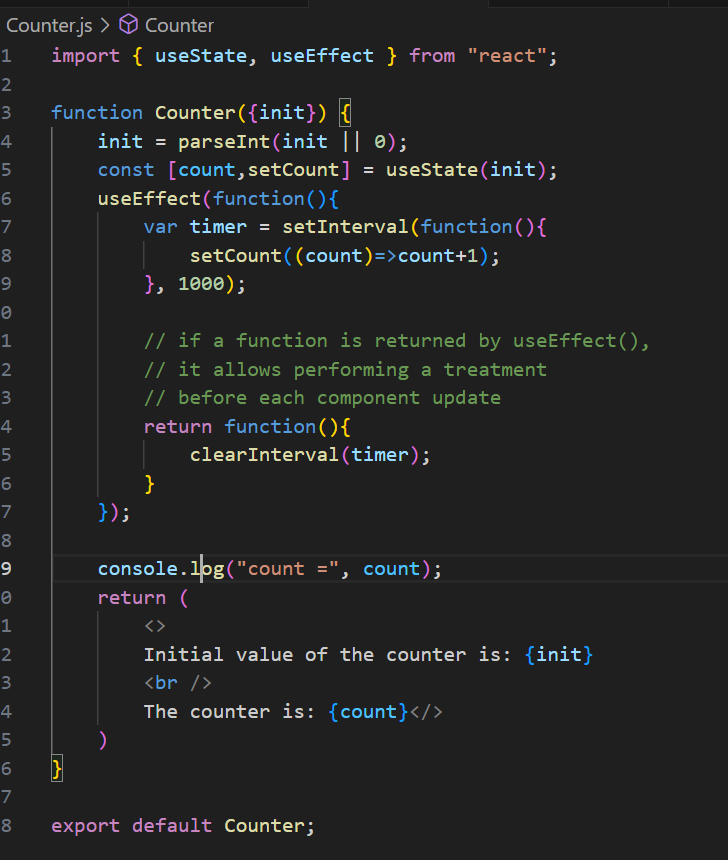 Counter.js > Counter
1 import { useState, useEffect } from "react";
2
3 function Counter({init}) {
4 init = parseInt(init || 0);
5 const [count,setCount] = useState(init);
6 useEffect(function(){
7 var timer = setInterval(function(){
8 setCount((count)=>count+1);
9 }, 1000);
0
1 // if a function is returned by useEffect(),
2 // it allows performing a treatment
3 // before each component update
4 return function(){
5 clearInterval(timer);
6 }
7 });
8
9 console.log("count =", count);
0 return (
1 <>
2 Initial value of the counter is: {init}
3 <br />
4 The counter is: {count}</>
5 )
6 }
7
8 export default Counter;